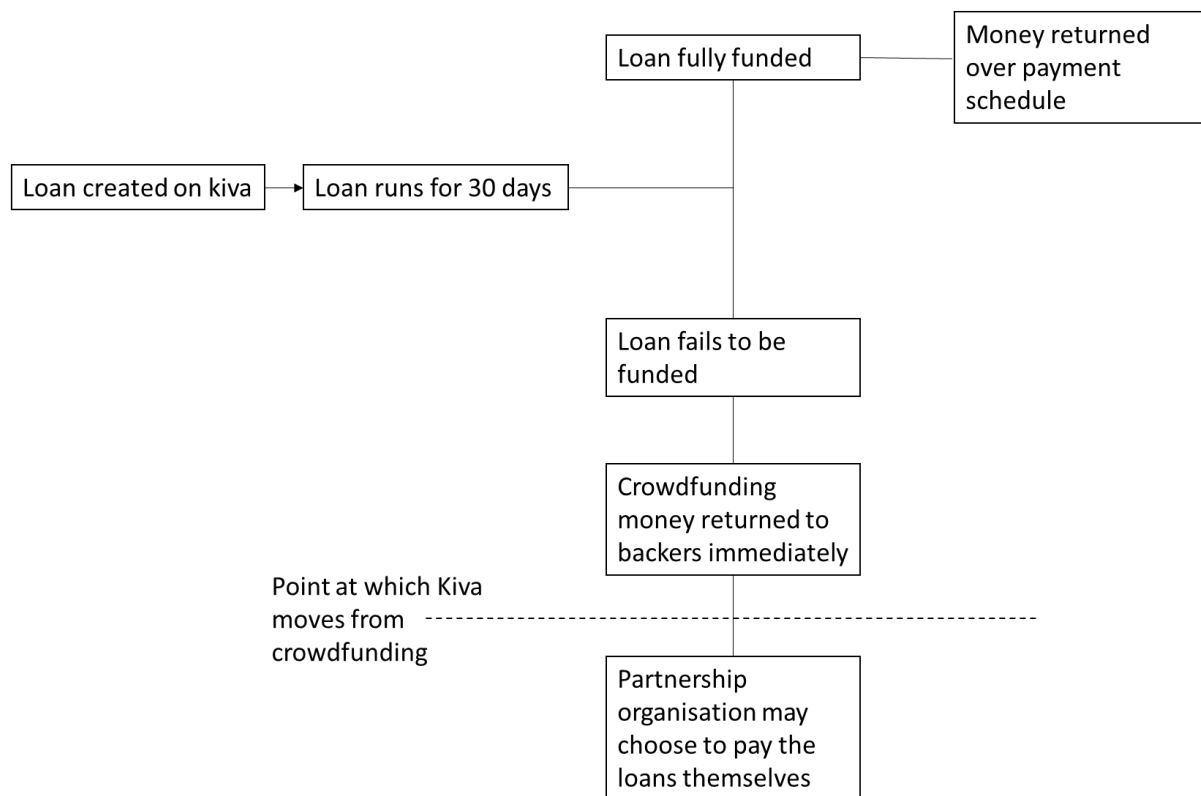 Loan fully funded
Money returned
over payment
schedule
Loan created on kiva
Loan runs for 30 days
Loan fails to be
funded
Crowdfunding
money returned to
backers immediately
Point at which Kiva
moves from
crowdfunding
Partnership
organisation may
choose to pay the
loans themselves